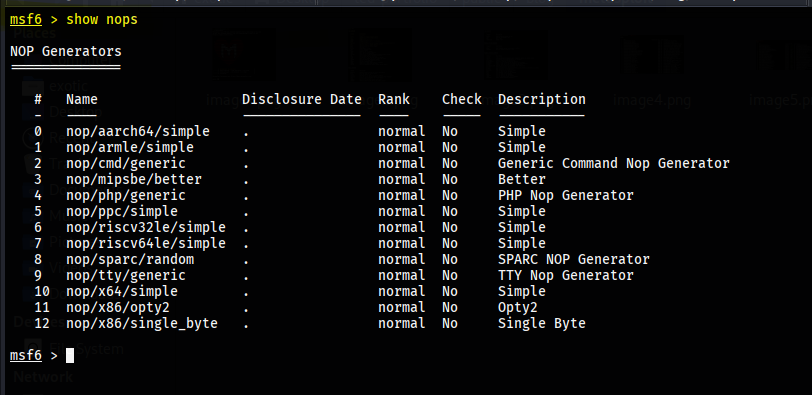 msf6 > show nops
NOP Generators
==============
# Name Disclosure Date Rank Check Description
- ---- --------------- ---- ----- -----------
0 nop/aarch64/simple . normal No Simple
1 nop/armle/simple . normal No Simple
2 nop/cmd/generic . normal No Generic Command Nop Generator
3 nop/mipsbe/better . normal No Better
4 nop/php/generic . normal No PHP Nop Generator
5 nop/ppc/simple . normal No Simple
6 nop/riscv32le/simple . normal No Simple
7 nop/riscv64le/simple . normal No Simple
8 nop/sparc/random . normal No SPARC NOP Generator
9 nop/tty/generic . normal No TTY Nop Generator
10 nop/x64/simple . normal No Simple
11 nop/x86/opty2 . normal No Opty2
12 nop/x86/single_byte . normal No Single Byte
msf6 >
Places
Image4.png
Network